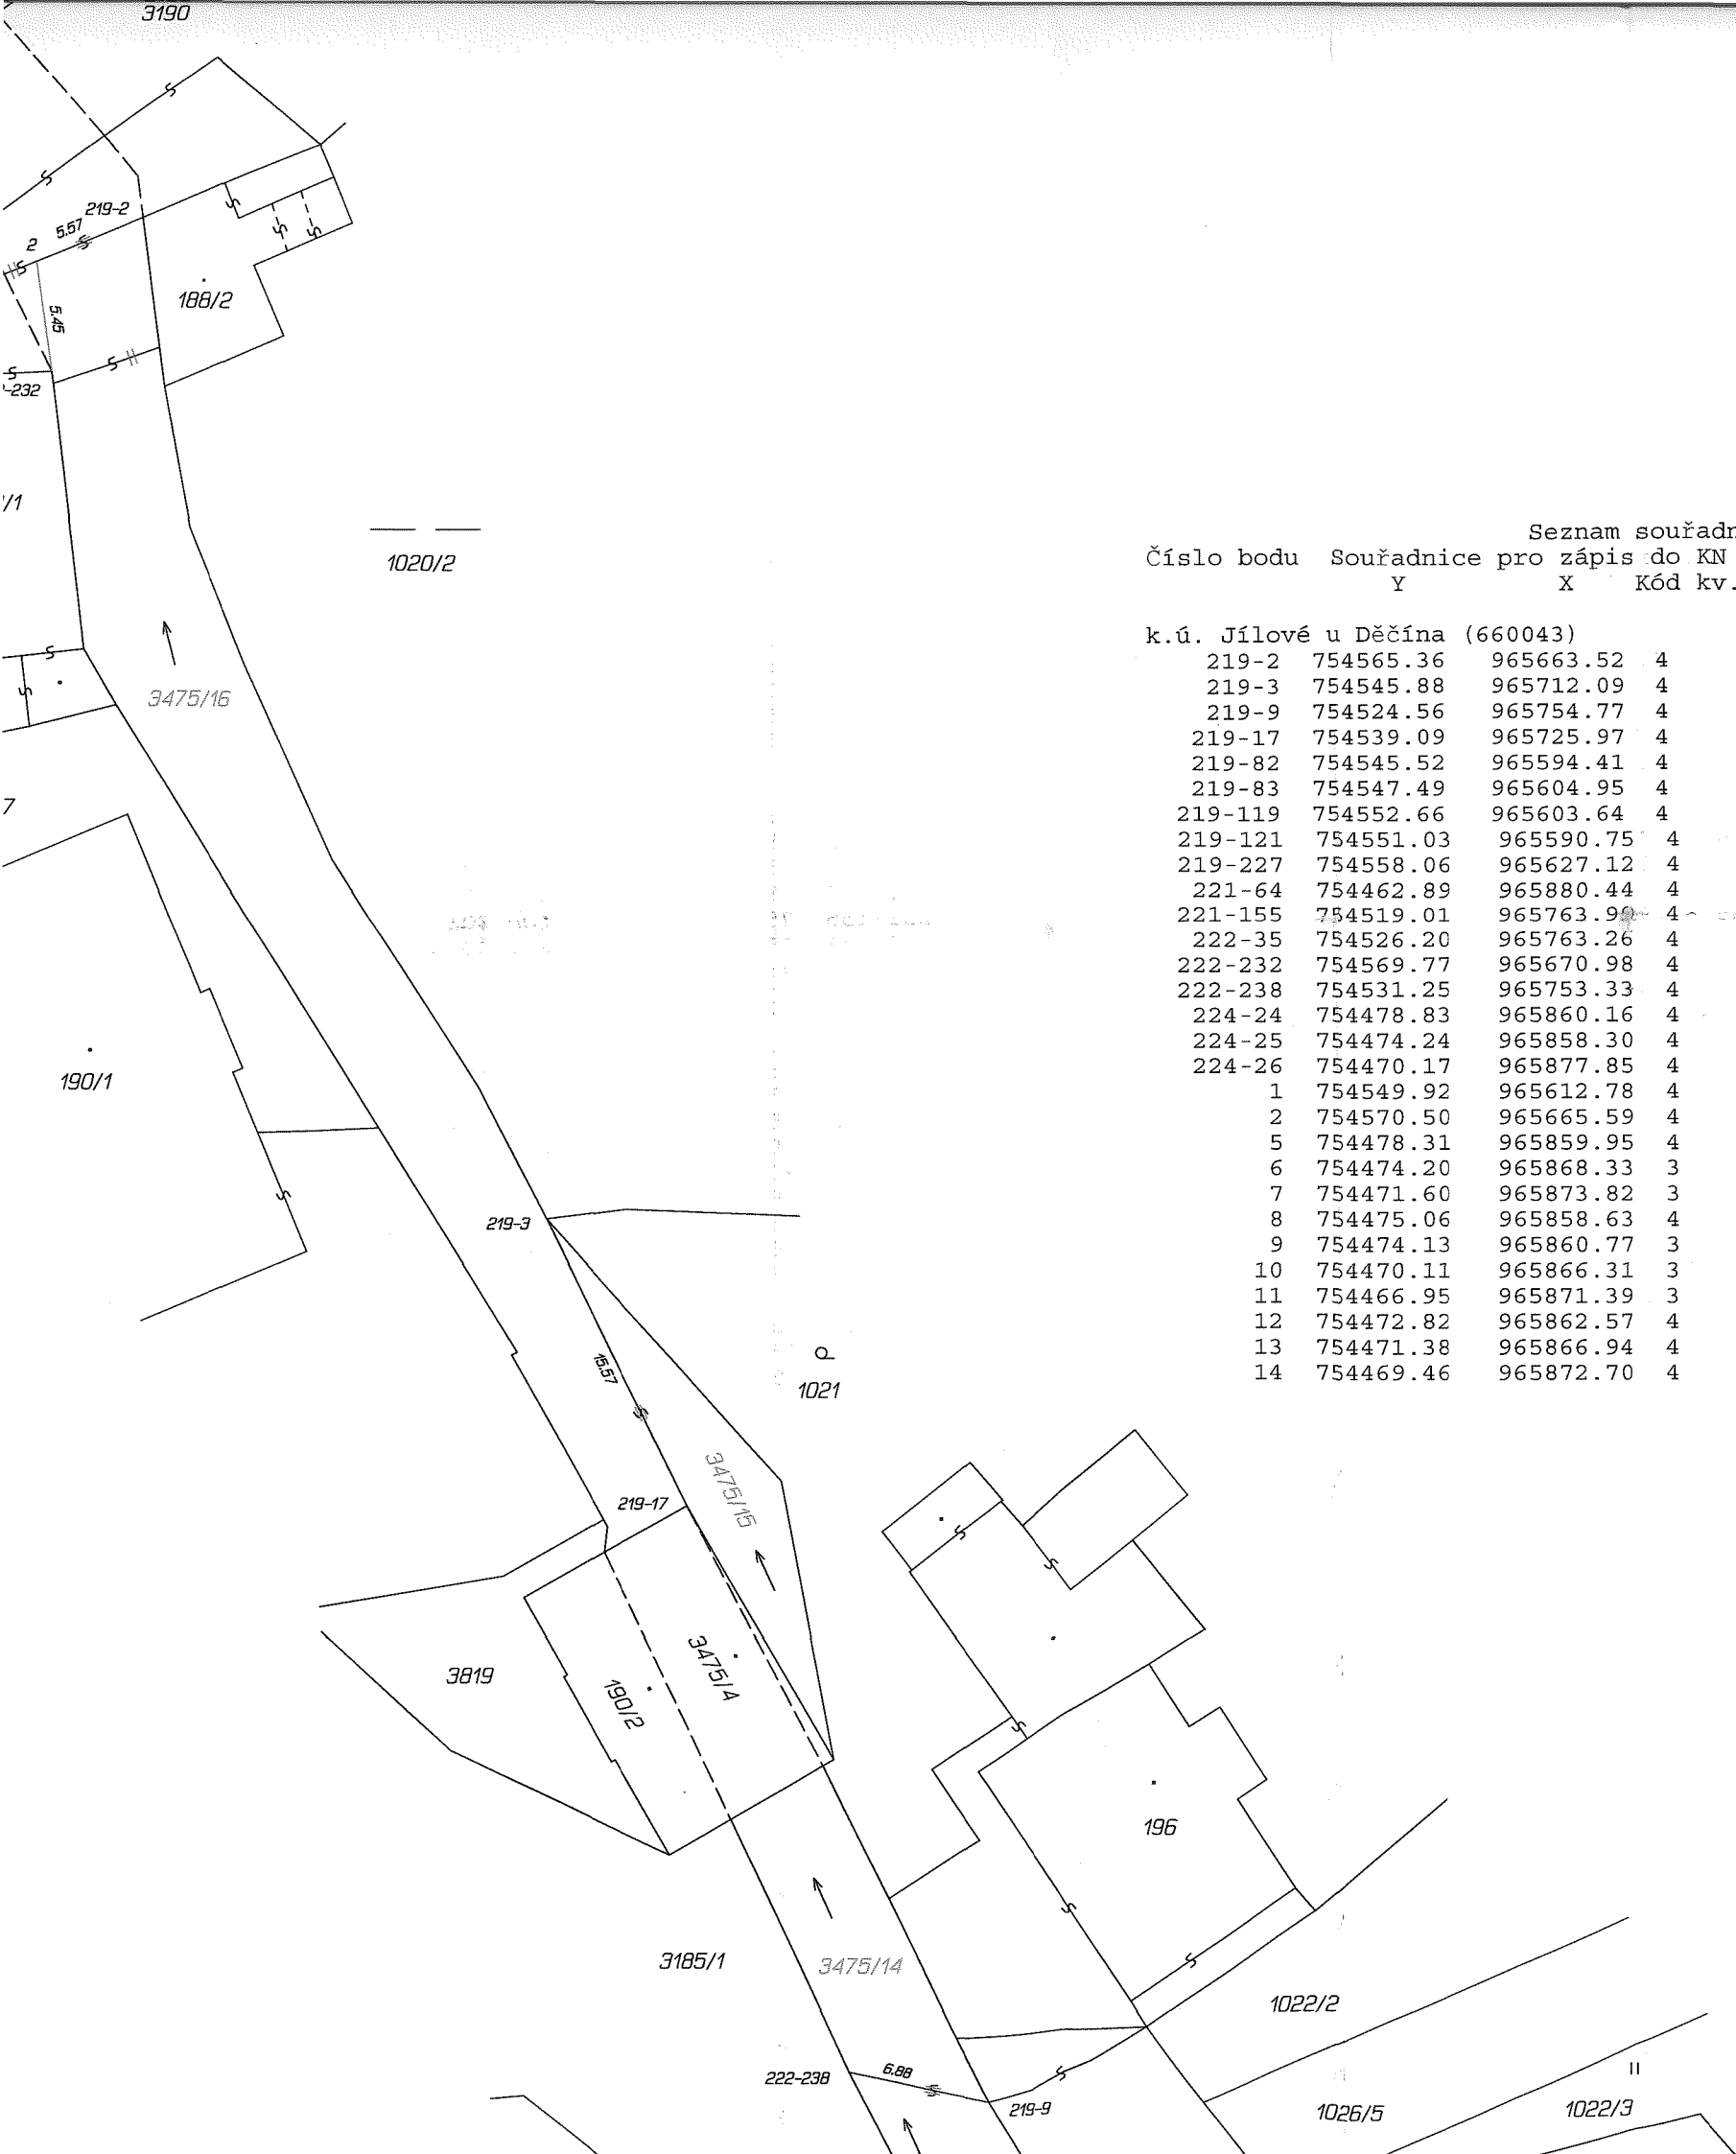 3190
219-2
5.57
2
188/2
5.45
-232
/1
1020/2
3475/16
7
190/1
219-3
15.57
1021
3475/15
219-17
3819
190/2
3475/4
196
3185/1
3475/14
1022/2
222-238
6.88
219-9
1026/5
1022/3
Seznam souřadn
Číslo bodu Souřadnice pro zápis do KN
Y X Kód kv.
k.ú. Jílové u Děčína (660043)
219-2 754565.36 965663.52 4
219-3 754545.88 965712.09 4
219-9 754524.56 965754.77 4
219-17 754539.09 965725.97 4
219-82 754545.52 965594.41 4
219-83 754547.49 965604.95 4
219-119 754552.66 965603.64 4
219-121 754551.03 965590.75 4
219-227 754558.06 965627.12 4
221-64 754462.89 965880.44 4
221-155 754519.01 4
222-35 754526.20 965763.26 4
222-232 754569.77 965670.98 4
222-238 754531.25 965753.33 4
224-24 754478.83 965860.16 4
224-25 754474.24 965858.30 4
224-26 754470.17 965877.85 4
1 754549.92 965612.78 4
2 754570.50 965665.59 4
5 754478.31 965859.95 4
6 754474.20 965868.33 3
7 754471.60 965873.82 3
8 754475.06 965858.63 4
9 754474.13 965860.77 3
10 754470.11 965866.31 3
11 754466.95 965871.39 3
12 754472.82 965862.57 4
13 754471.38 965866.94 4
14 754469.46 965872.70 4